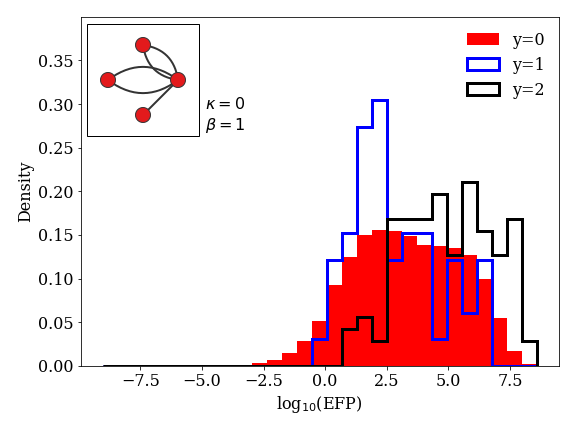 κ = 0
β = 1
y=0
y=1
y=2
Density
0.35
0.30
0.25
0.20
0.15
0.10
0.05
0.00
−7.5 −5.0 −2.5 0.0 2.5 5.0 7.5
log₁₀(EFP)